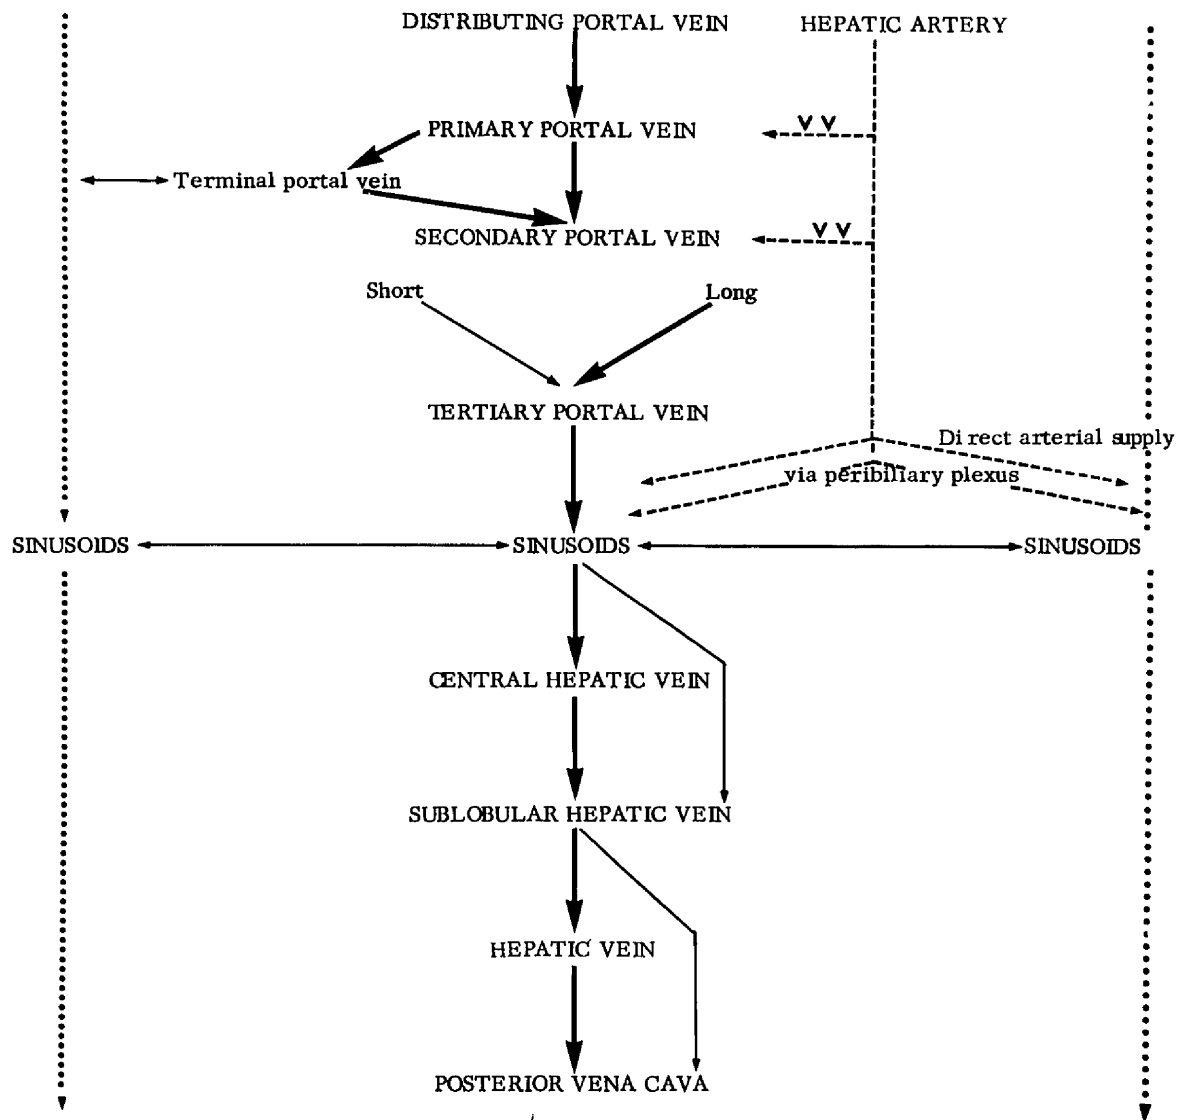 DISTRIBUTING PORTAL VEIN
HEPATIC ARTERY
V V
PRIMARY PORTAL VEIN
Terminal portal vein
V V
SECONDARY PORTAL VEIN
Short
Long
TERTIARY PORTAL VEIN
Direct arterial supply
via peribiliary plexus
SINUSOIDS
SINUSOIDS
SINUSOIDS
CENTRAL HEPATIC VEIN
SUBLOBULAR HEPATIC VEIN
HEPATIC VEIN
POSTERIOR VENA CAVA